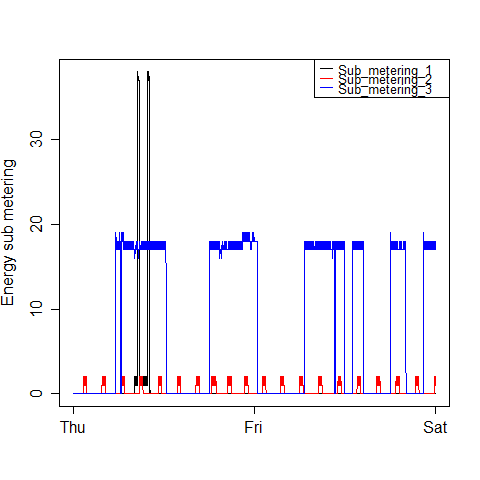 Sub_metering_1
Sub_metering_2
Sub_metering_3
Energy sub metering
30
20
10
0
Thu Fri Sat